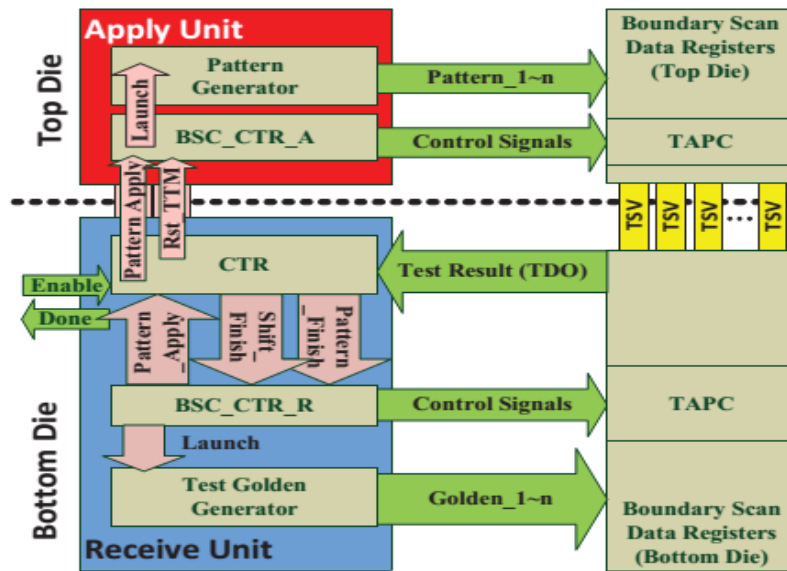 Apply Unit
Top Die
Pattern
Generator
Launch
BSC_CTR_A
Pattern_1~n
Control Signals
Boundary Scan
Data Registers
(Top Die)
TAPC
Pattern Apply
Rst_TTM
TSV
TSV
TSV
...
TSV
CTR
Test Result (TDO)
Enable
Done
Pattern
_Apply
Shift_
Finish
Pattern
_Finish
Bottom Die
BSC_CTR_R
Control Signals
TAPC
Launch
Test Golden
Generator
Golden_1~n
Boundary Scan
Data Registers
(Bottom Die)
Receive Unit